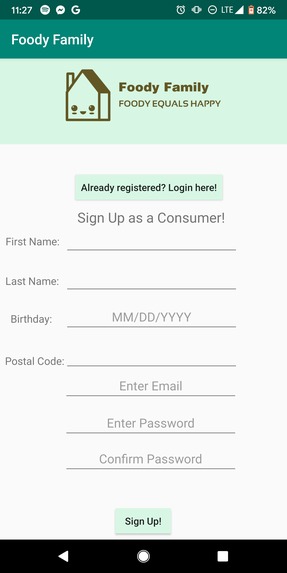 11:27
LTE
82%
Foody Family
Foody Family
FOODY EQUALS HAPPY
Already registered? Login here!
Sign Up as a Consumer!
First Name:
Last Name:
Birthday: MM/DD/YYYY
Postal Code:
Enter Email
Enter Password
Confirm Password
Sign Up!